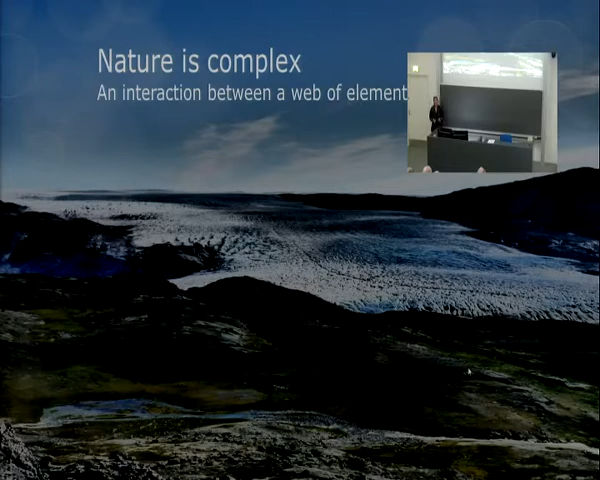 Nature is complex
An interaction between a web of element